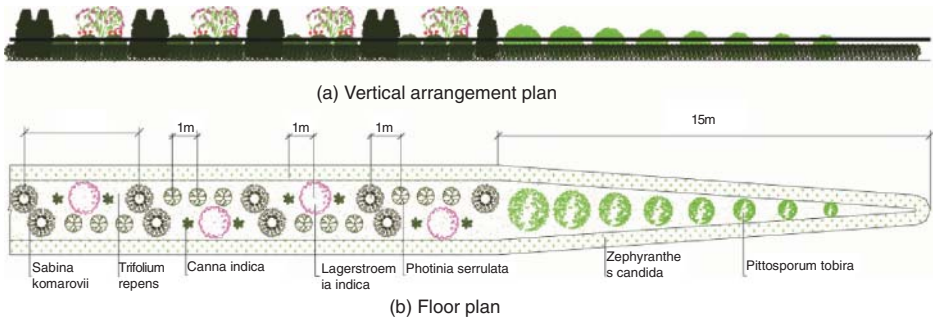 (a) Vertical arrangement plan
1m
1m
1m
15m
Sabina
komarovii
Trifolium
repens
Canna indica
Lagerstroem
ia indica
Photinia serrulata
Zephyranthe
s candida
Pittosporum tobira
(b) Floor plan